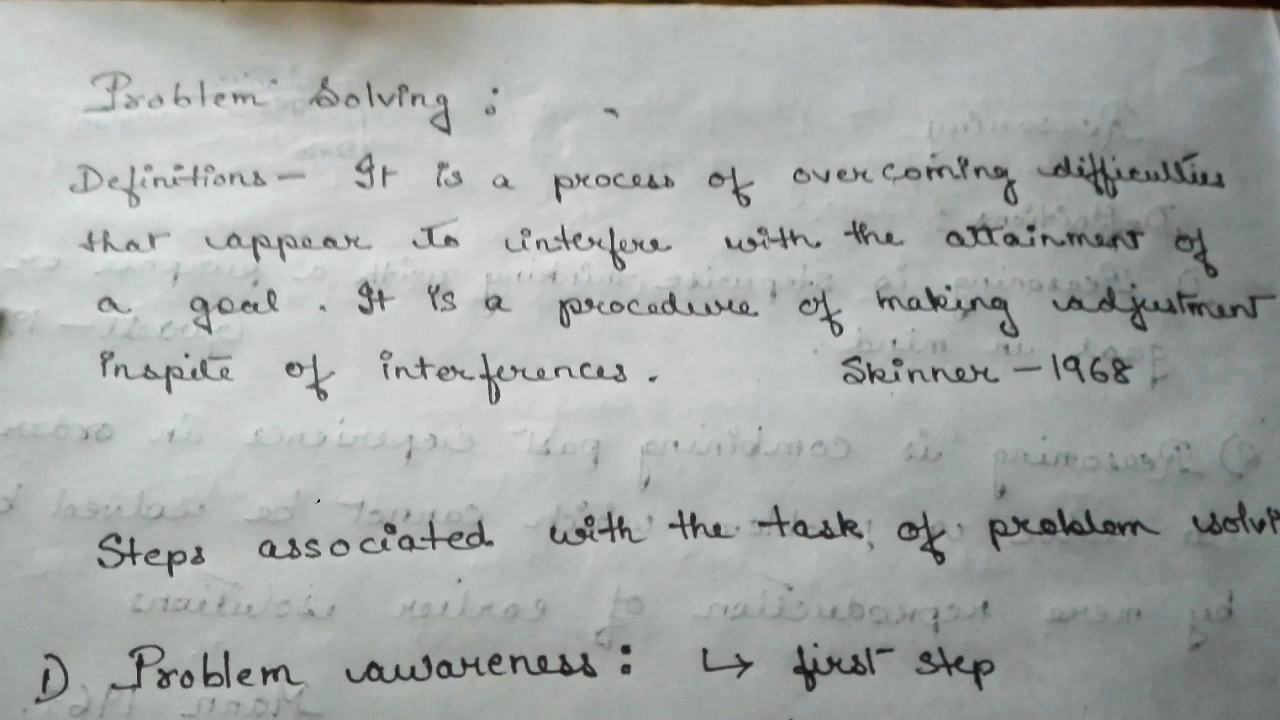 Problem Solving :
Definitions - It is a process of overcoming difficulties
that appear to interfere with the attainment of
a goal. It is a procedure of making adjustment
inspite of interferences. Skinner - 1968
Steps associated with the task of problem solvi
1) Problem awareness : ↳ first step